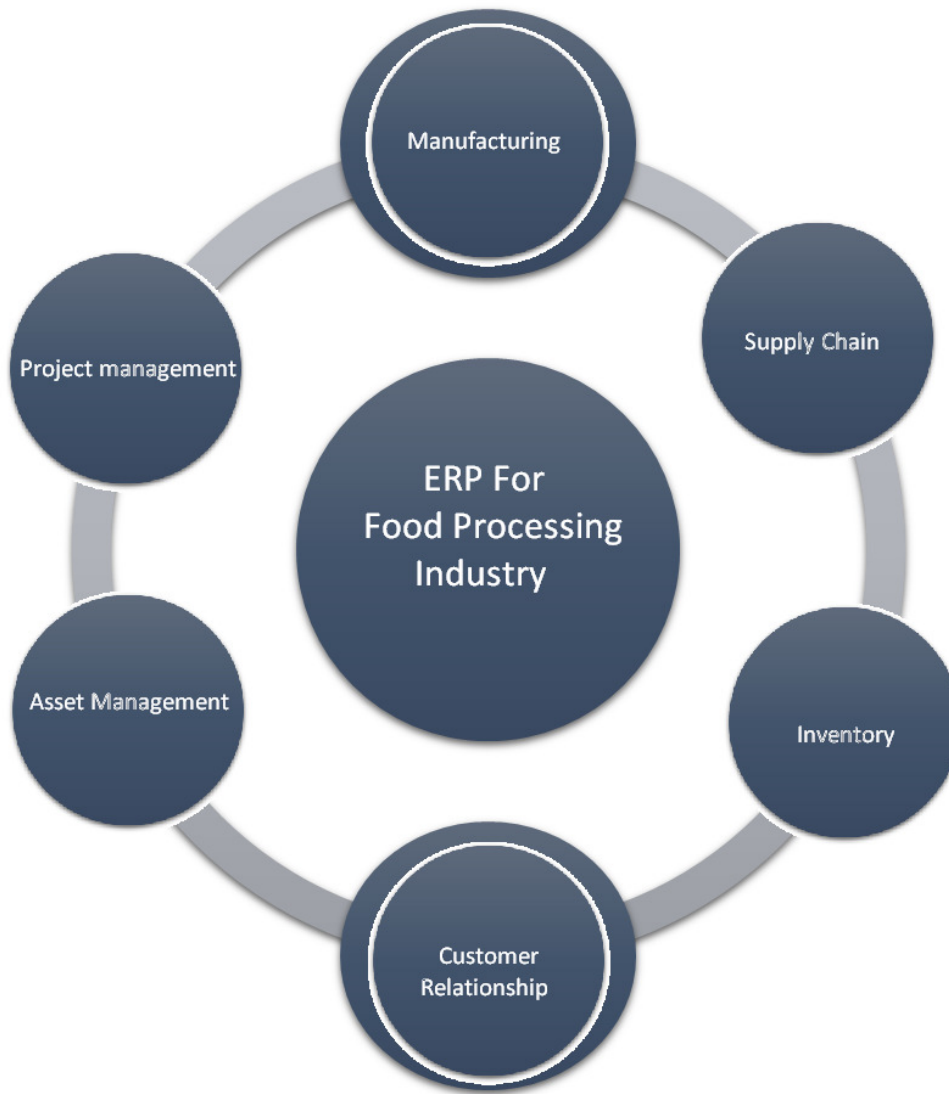 Manufacturing
Supply Chain
Project management
ERP For
Food Processing
Industry
Asset Management
Inventory
Customer
Relationship